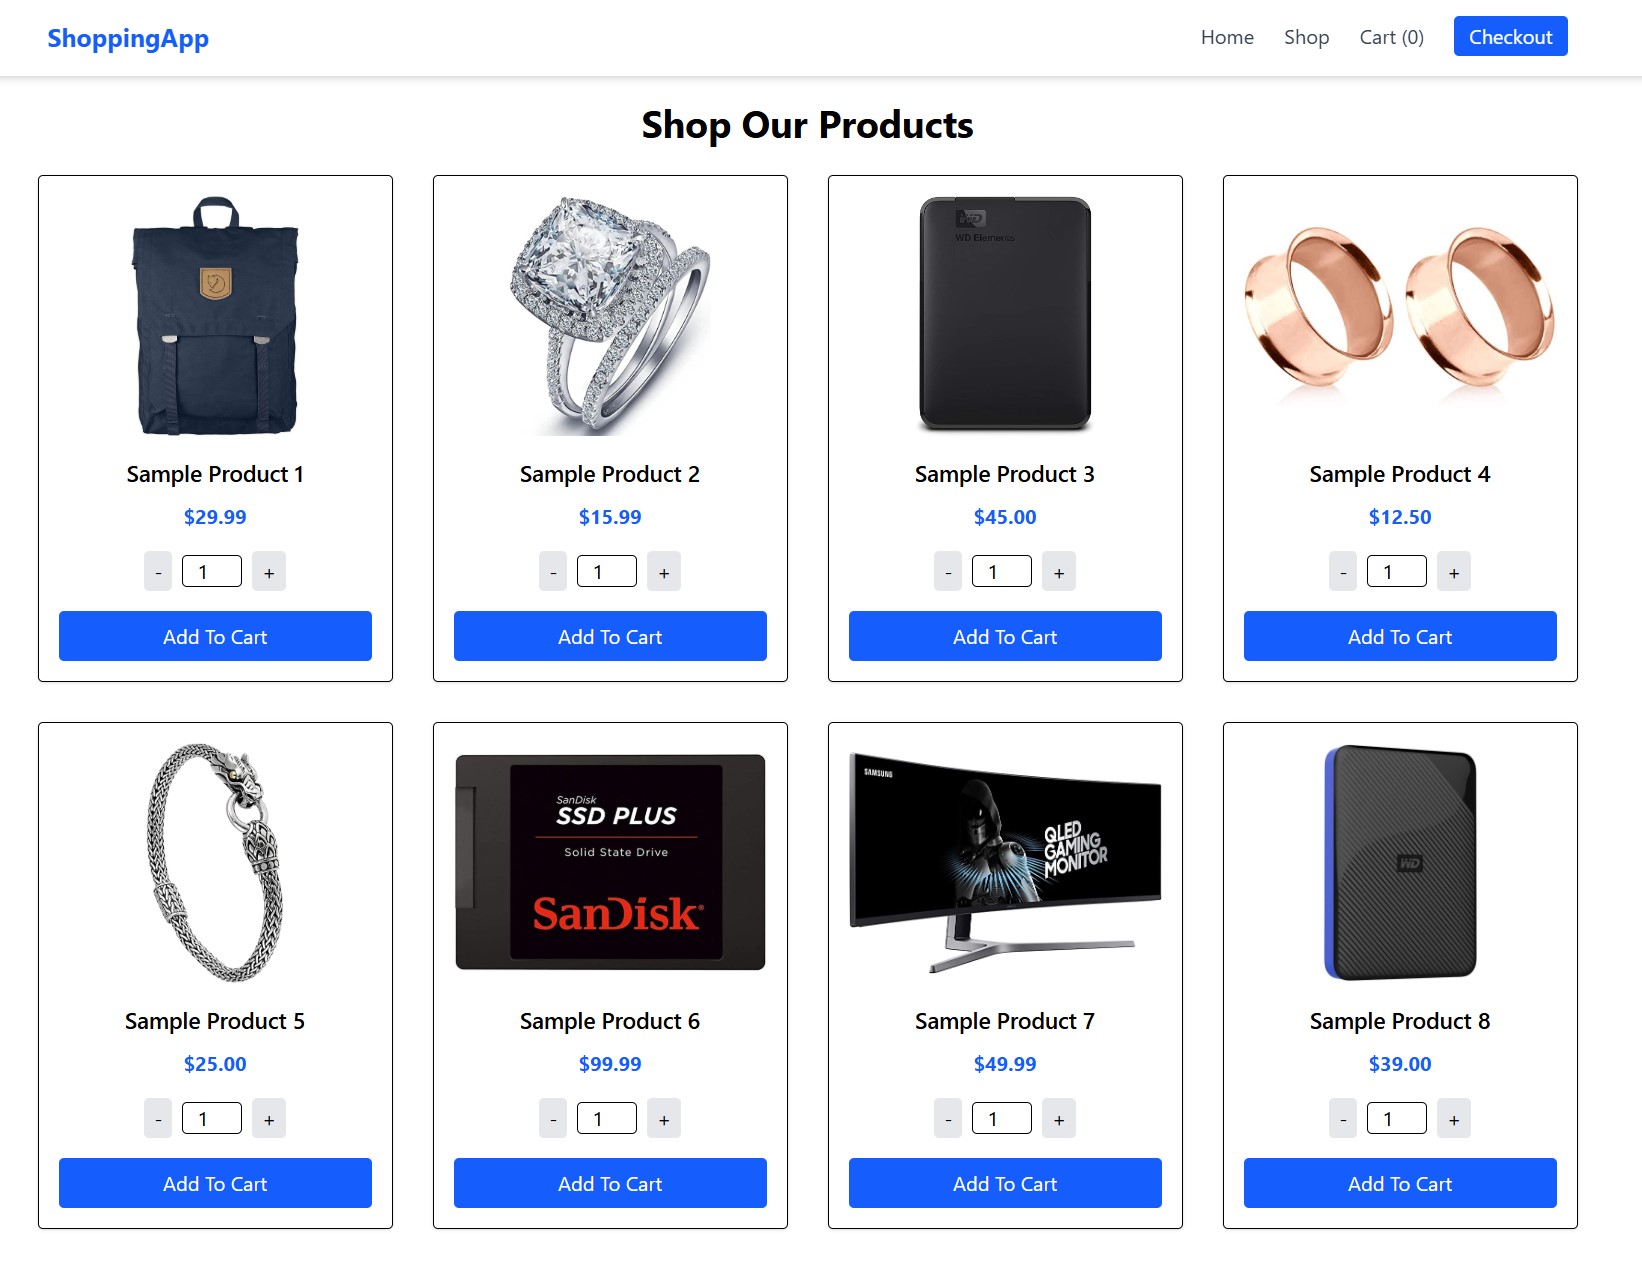 ShoppingApp
Home Shop Cart (0) Checkout
Shop Our Products
WD
WD Elements
Sample Product 1
$29.99
- 1 +
Add To Cart
Sample Product 2
$15.99
- 1 +
Add To Cart
Sample Product 3
$45.00
- 1 +
Add To Cart
Sample Product 4
$12.50
- 1 +
Add To Cart
Sample Product 5
$25.00
- 1 +
Add To Cart
SanDisk
SSD PLUS
Solid State Drive
SanDisk®
Sample Product 6
$99.99
- 1 +
Add To Cart
SAMSUNG
QLED
GAMING
MONITOR
Sample Product 7
$49.99
- 1 +
Add To Cart
WD
Sample Product 8
$39.00
- 1 +
Add To Cart